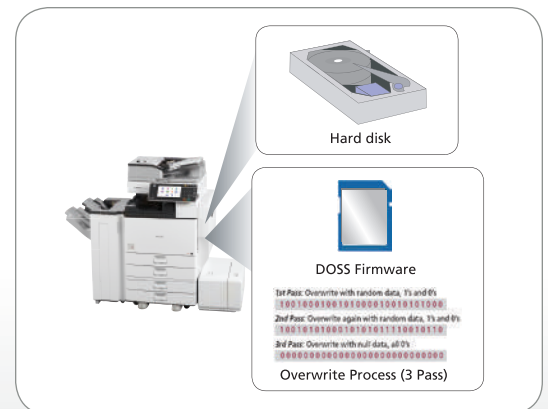 Hard disk
DOSS Firmware
1st Pass: Overwrite with random data, 1's and 0's
1001000100101000010010101000
2nd Pass: Overwrite again with random data, 1's and 0's
1001010100010101011110010110
3rd Pass: Overwrite with null data, all 0's
0000000000000000000000000000
Overwrite Process (3 Pass)